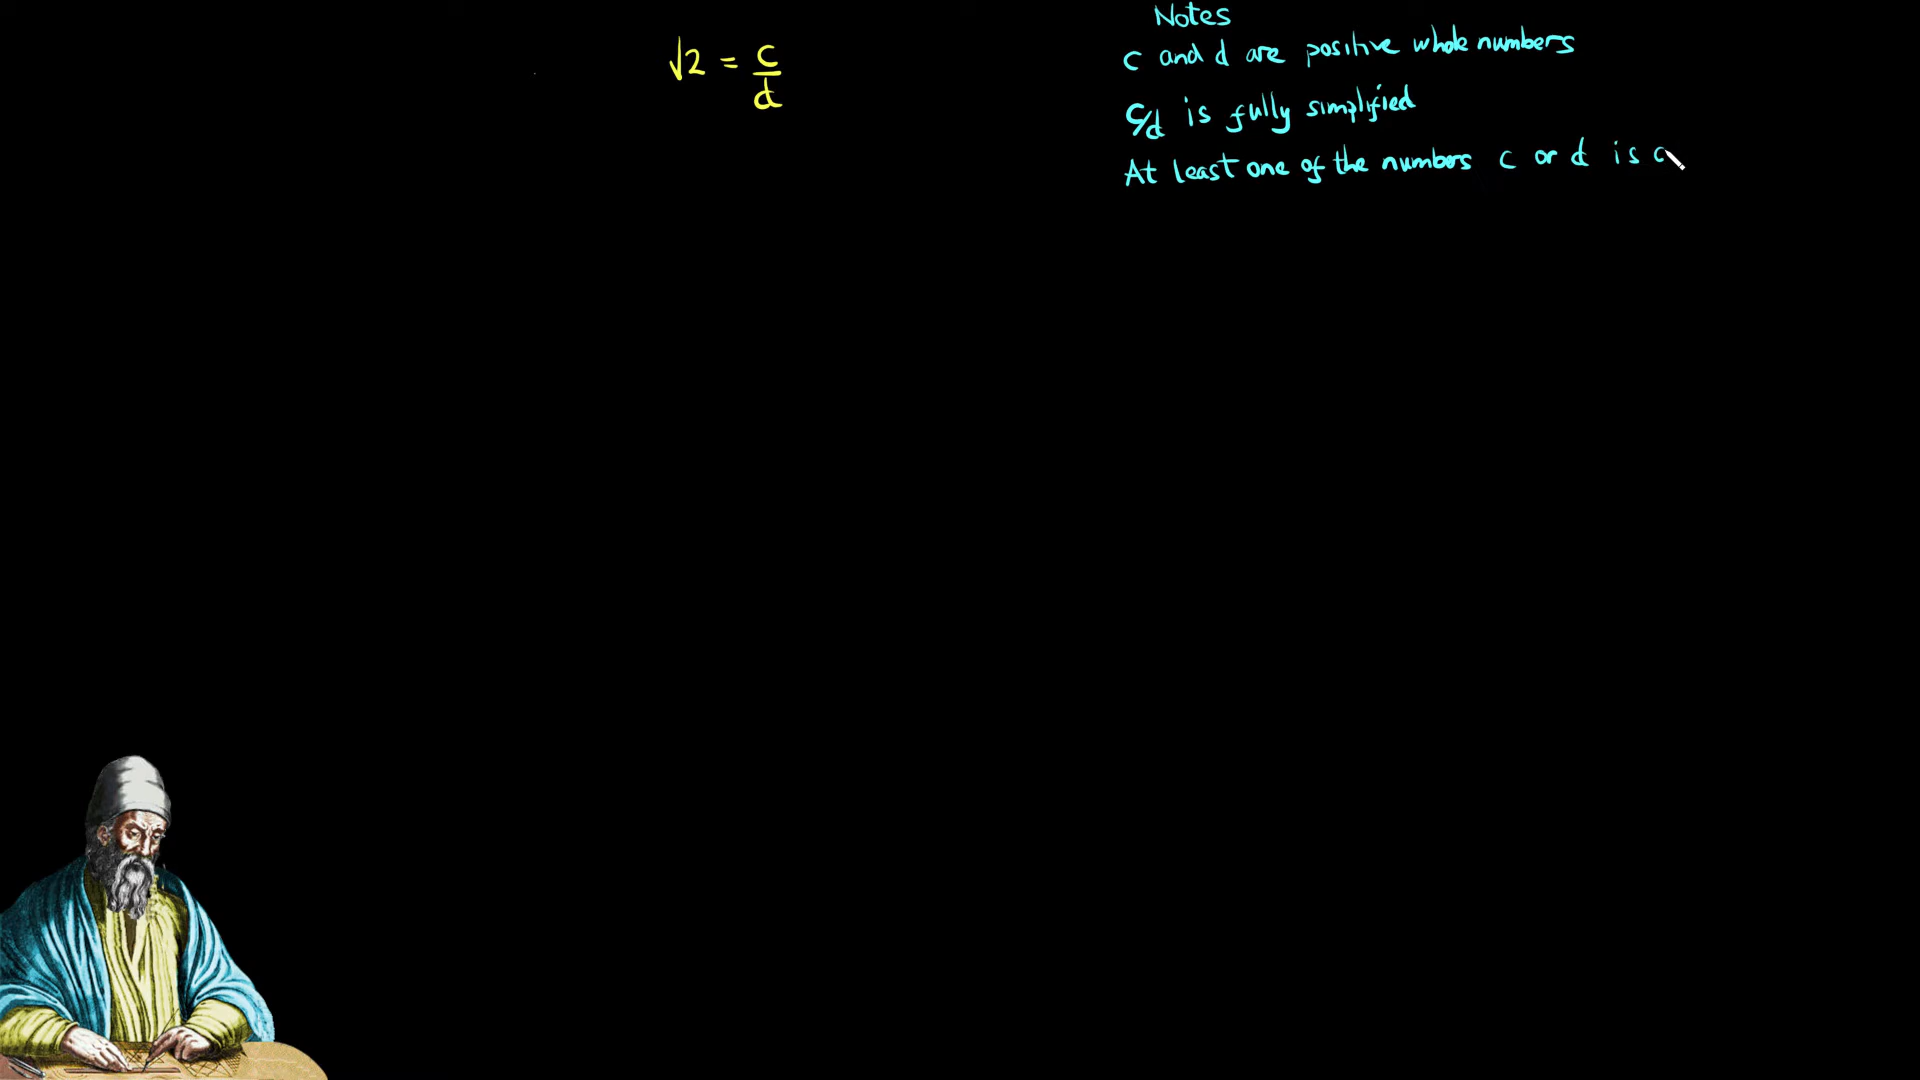 √2 = c/d
Notes
c and d are positive whole numbers
c/d is fully simplified
At least one of the numbers c or d is